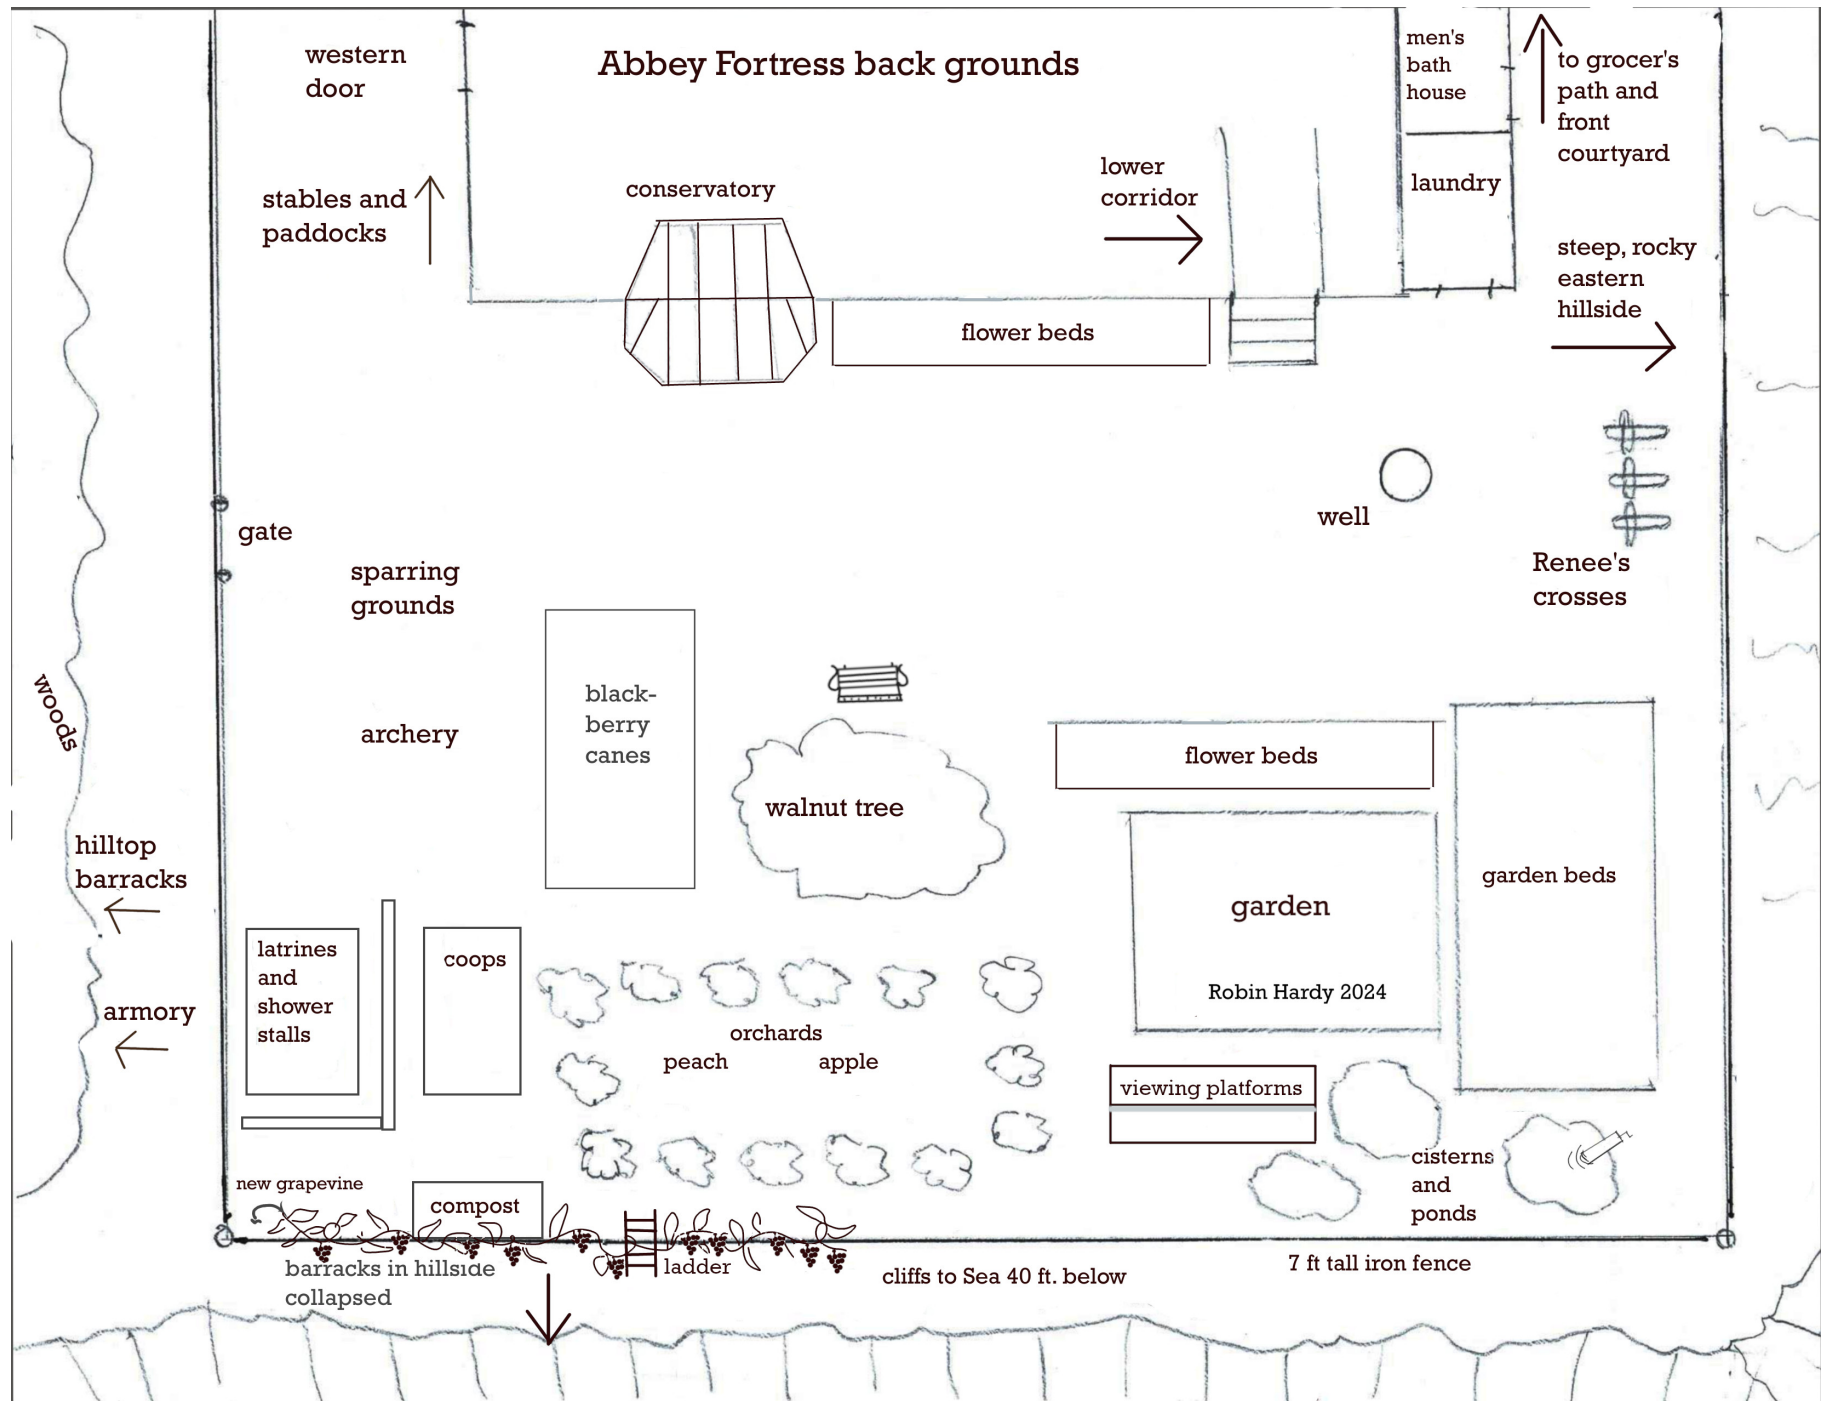 Abbey Fortress back grounds
western
door
men's
bath
house
to grocer's
path and
front
courtyard
stables and
paddocks
conservatory
lower
corridor
laundry
steep, rocky
eastern
hillside
flower beds
gate
well
sparring
grounds
Renee's
crosses
woods
black-
berry
canes
archery
walnut tree
flower beds
hilltop
barracks
garden beds
garden
latrines
and
shower
stalls
coops
Robin Hardy 2024
armory
orchards
peach
apple
viewing platforms
cisterns
and
ponds
new grapevine
compost
barracks in hillside
collapsed
ladder
cliffs to Sea 40 ft. below
7 ft tall iron fence